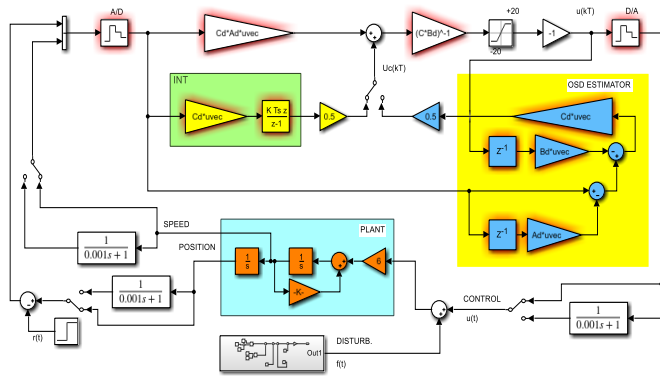 A/D
+20
u(kT)
D/A
Cd*Ad*uvec
(C*Bd)^-1
-1
-20
Uc(kT)
INT
OSD ESTIMATOR
Cd*uvec
K Ts z
z-1
0.5
0.5
Cd*uvec
Z-1
Bd*uvec
Z-1
Ad*uvec
SPEED
PLANT
1
0.001s + 1
POSITION
1
s
1
s
6
-K-
1
0.001s + 1
CONTROL
u(t)
1
0.001s + 1
r(t)
DISTURB.
Out1
f(t)